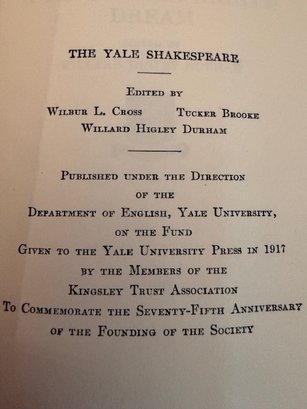 DREAM
THE YALE SHAKESPEARE
EDITED BY
WILBUR L. CROSS TUCKER BROOKE
WILLARD HIGLEY DURHAM
PUBLISHED UNDER THE DIRECTION
OF THE
DEPARTMENT OF ENGLISH, YALE UNIVERSITY,
ON THE FUND
GIVEN TO THE YALE UNIVERSITY PRESS IN 1917
BY THE MEMBERS OF THE
KINGSLEY TRUST ASSOCIATION
TO COMMEMORATE THE SEVENTY-FIFTH ANNIVERSARY
OF THE FOUNDING OF THE SOCIETY